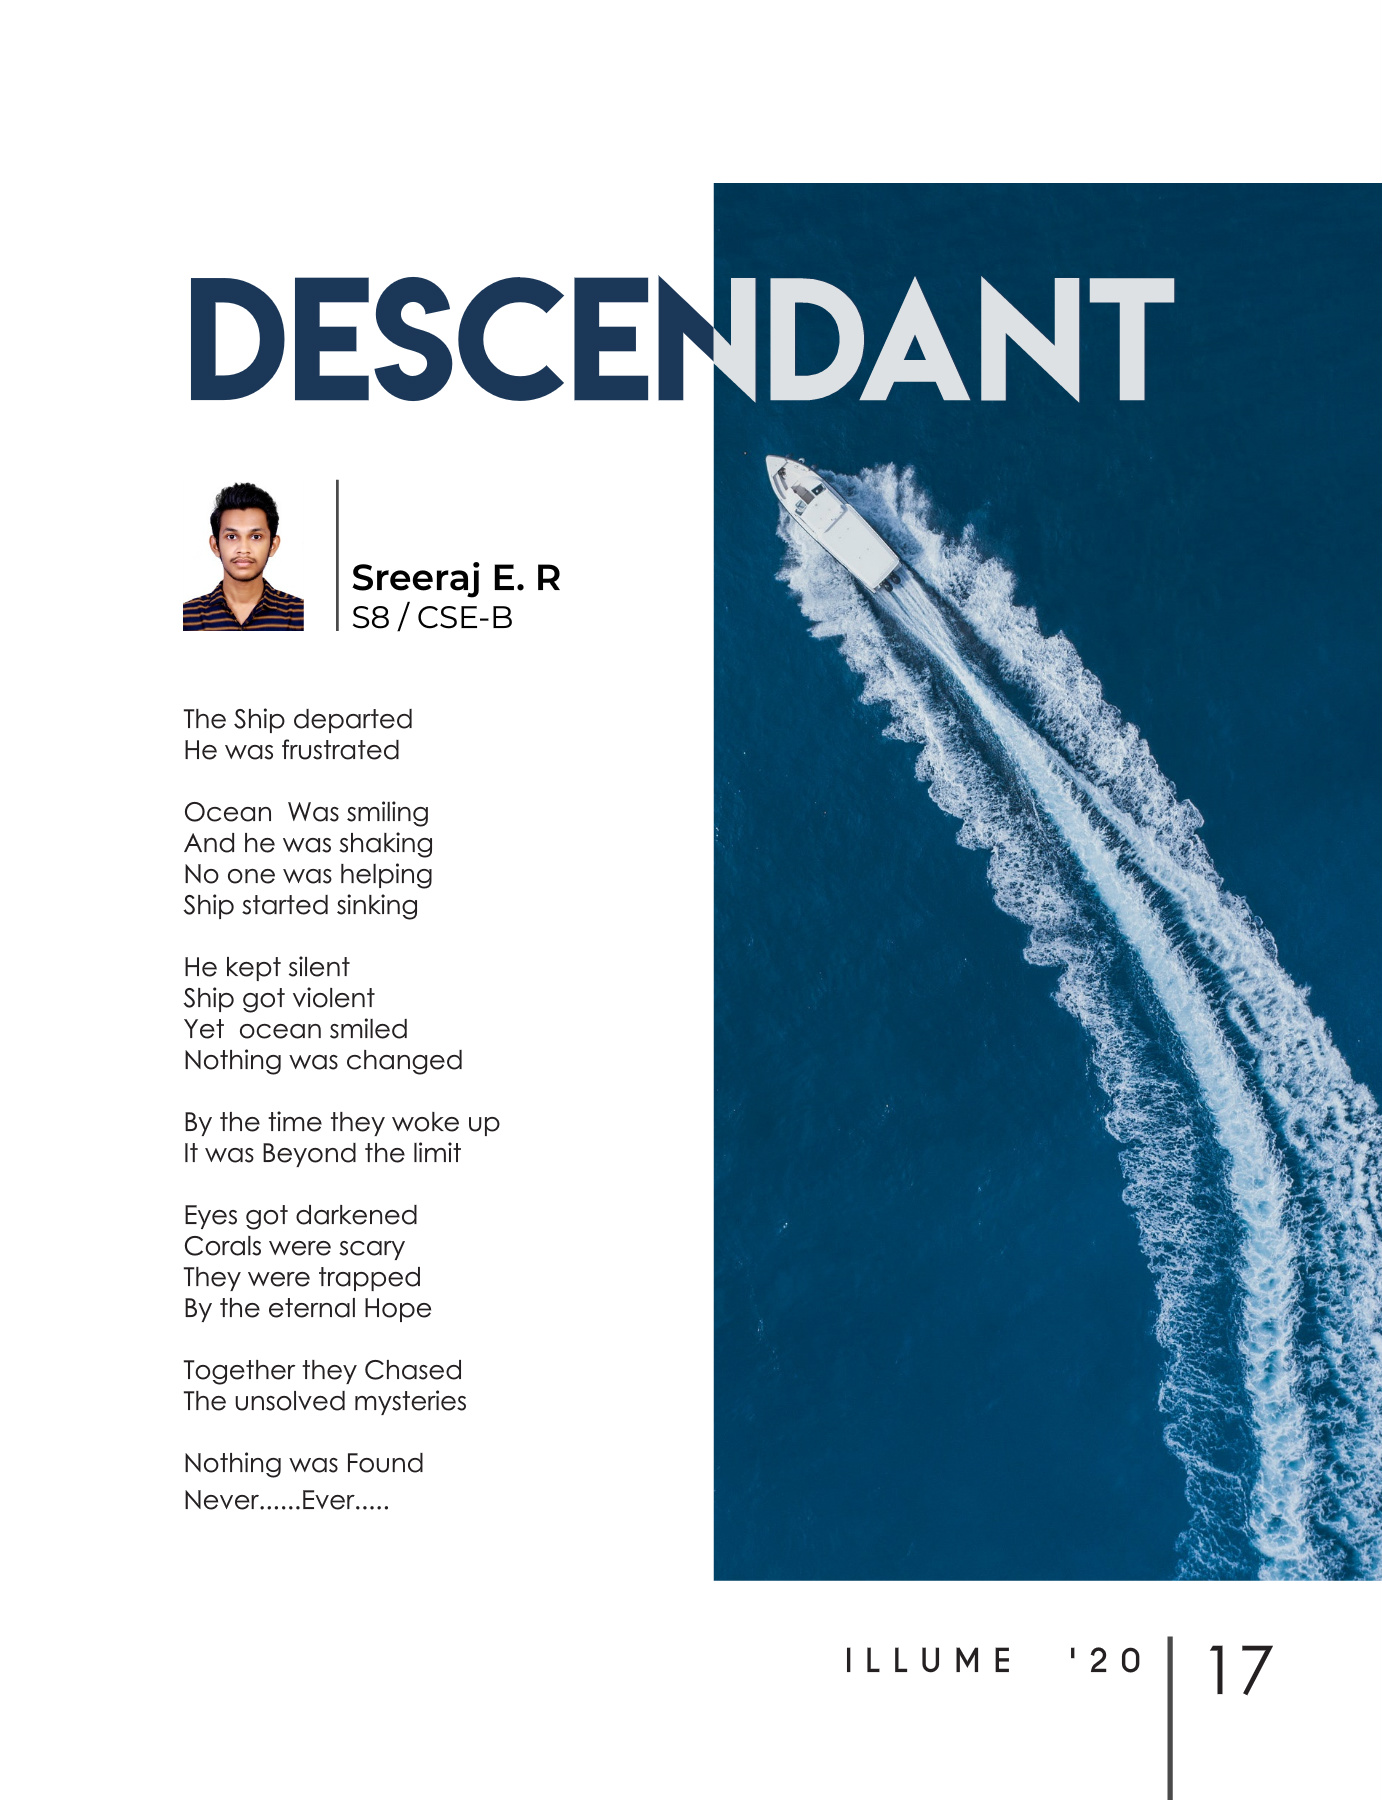 DESCENDANT
Sreeraj E. R
S8 / CSE-B
The Ship departed
He was frustrated
Ocean  Was smiling
And he was shaking
No one was helping
Ship started sinking
He kept silent
Ship got violent
Yet  ocean smiled
Nothing was changed
By the time they woke up
It was Beyond the limit
Eyes got darkened
Corals were scary
They were trapped
By the eternal Hope
Together they Chased
The unsolved mysteries
Nothing was Found
Never......Ever.....
ILLUME '20
17